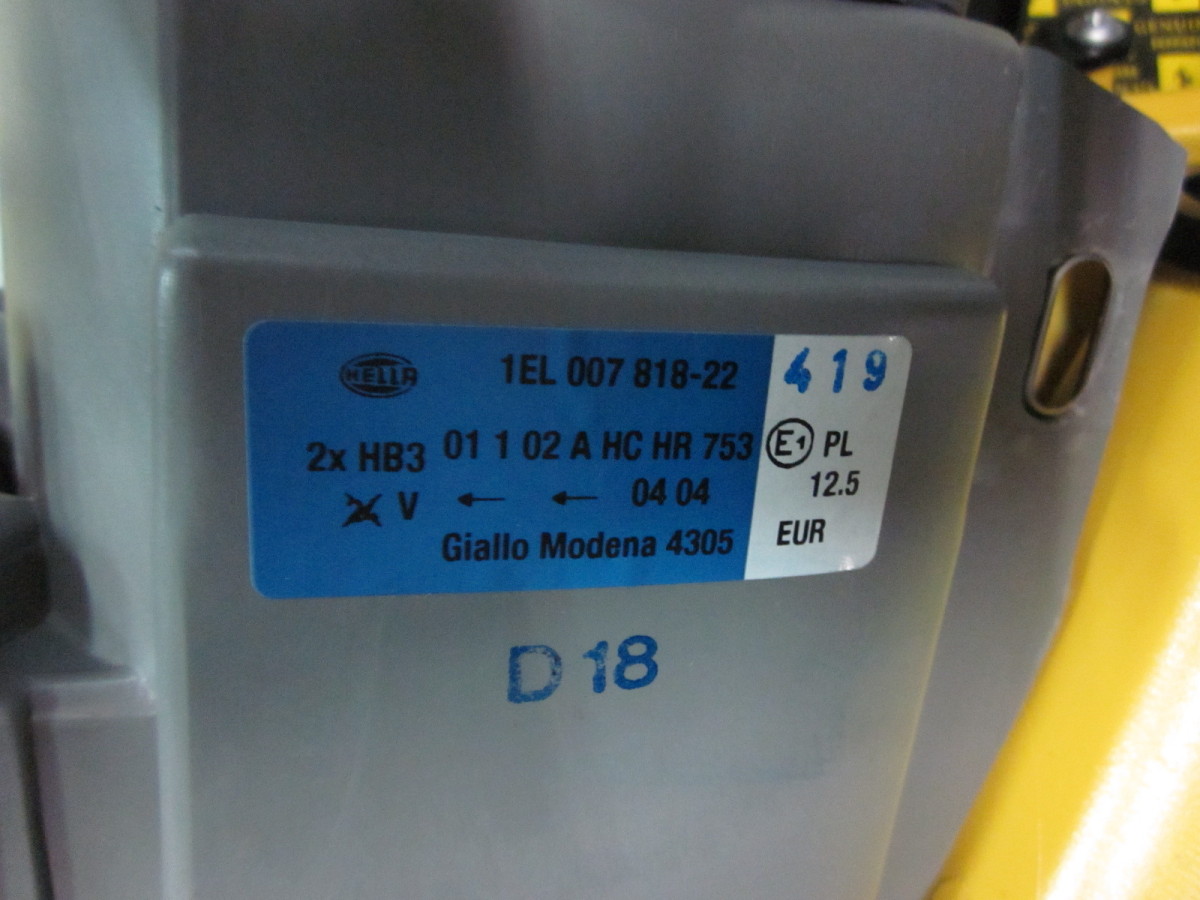 GENUINE
HELLA
1EL 007 818-22
419
2x HB3
01 1 02 A HC HR 753
E1 PL
V ← ← 04 04
12.5
Giallo Modena 4305
EUR
D 18